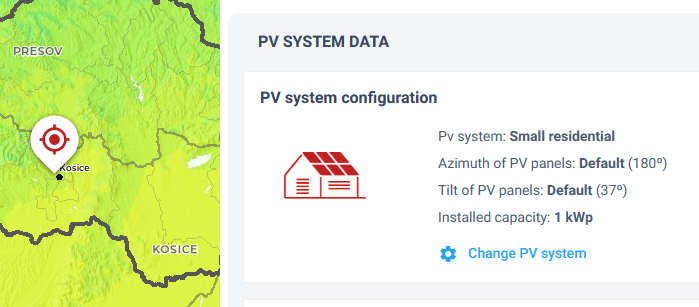 PRESOV
Kosice
KOSICE
PV SYSTEM DATA
PV system configuration
Pv system: Small residential
Azimuth of PV panels: Default (180º)
Tilt of PV panels: Default (37º)
Installed capacity: 1 kWp
Change PV system